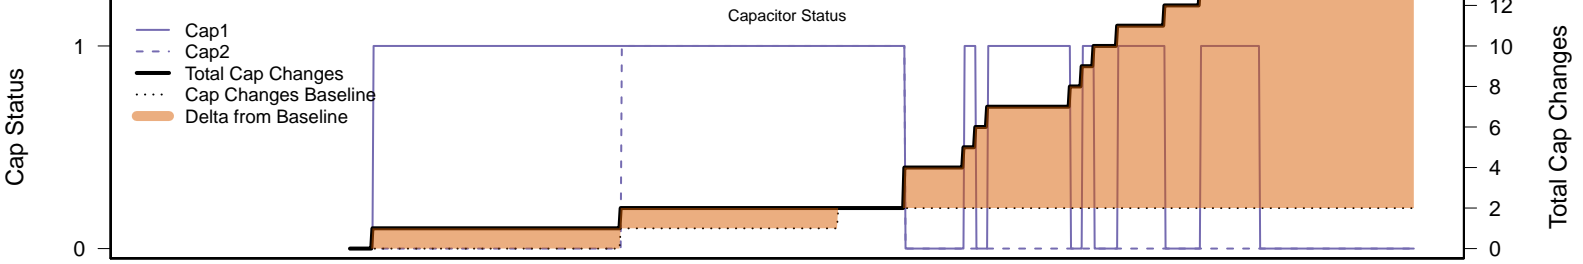 Capacitor Status
Cap1
Cap2
Total Cap Changes
Cap Changes Baseline
Delta from Baseline
Cap Status
1
0
12
10
8
6
4
2
0
Total Cap Changes